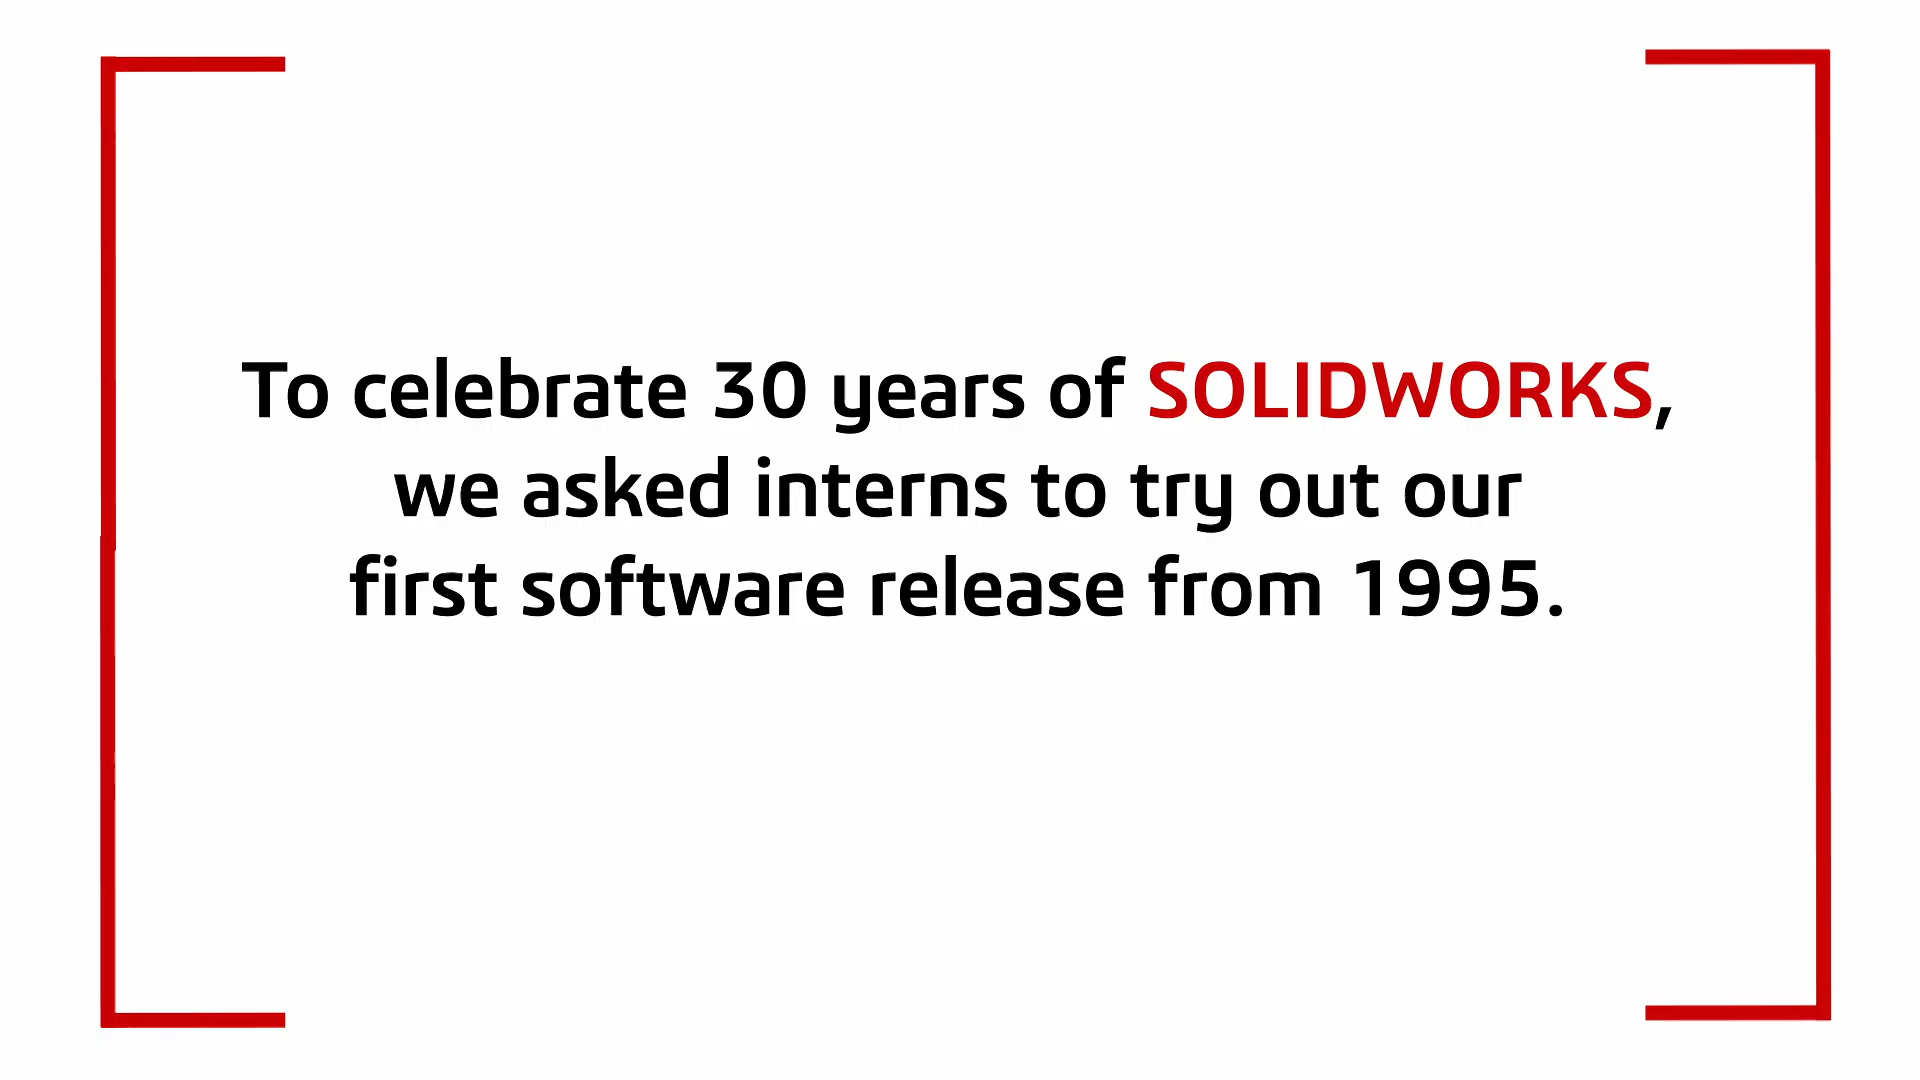 To celebrate 30 years of SOLIDWORKS,
we asked interns to try out our
first software release from 1995.